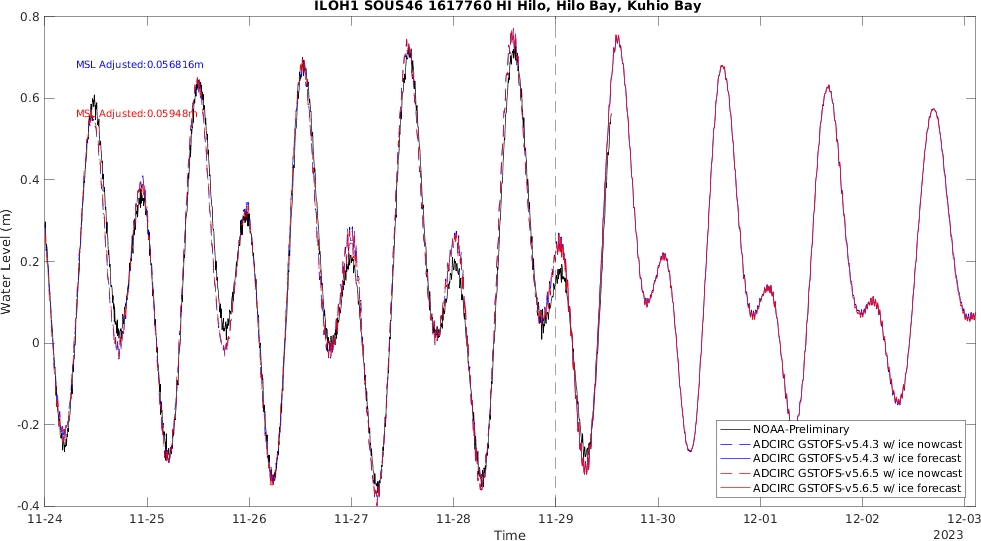 ILOH1 SOUS46 1617760 HI Hilo, Hilo Bay, Kuhio Bay
0.8
0.6
0.4
0.2
0
-0.2
-0.4
Water Level (m)
MSL Adjusted:0.056816m
MSL Adjusted:0.05948m
NOAA-Preliminary
ADCIRC GSTOFS-v5.4.3 w/ ice nowcast
ADCIRC GSTOFS-v5.4.3 w/ ice forecast
ADCIRC GSTOFS-v5.6.5 w/ ice nowcast
ADCIRC GSTOFS-v5.6.5 w/ ice forecast
11-24 11-25 11-26 11-27 11-28 11-29 11-30 12-01 12-02 12-03
Time
2023